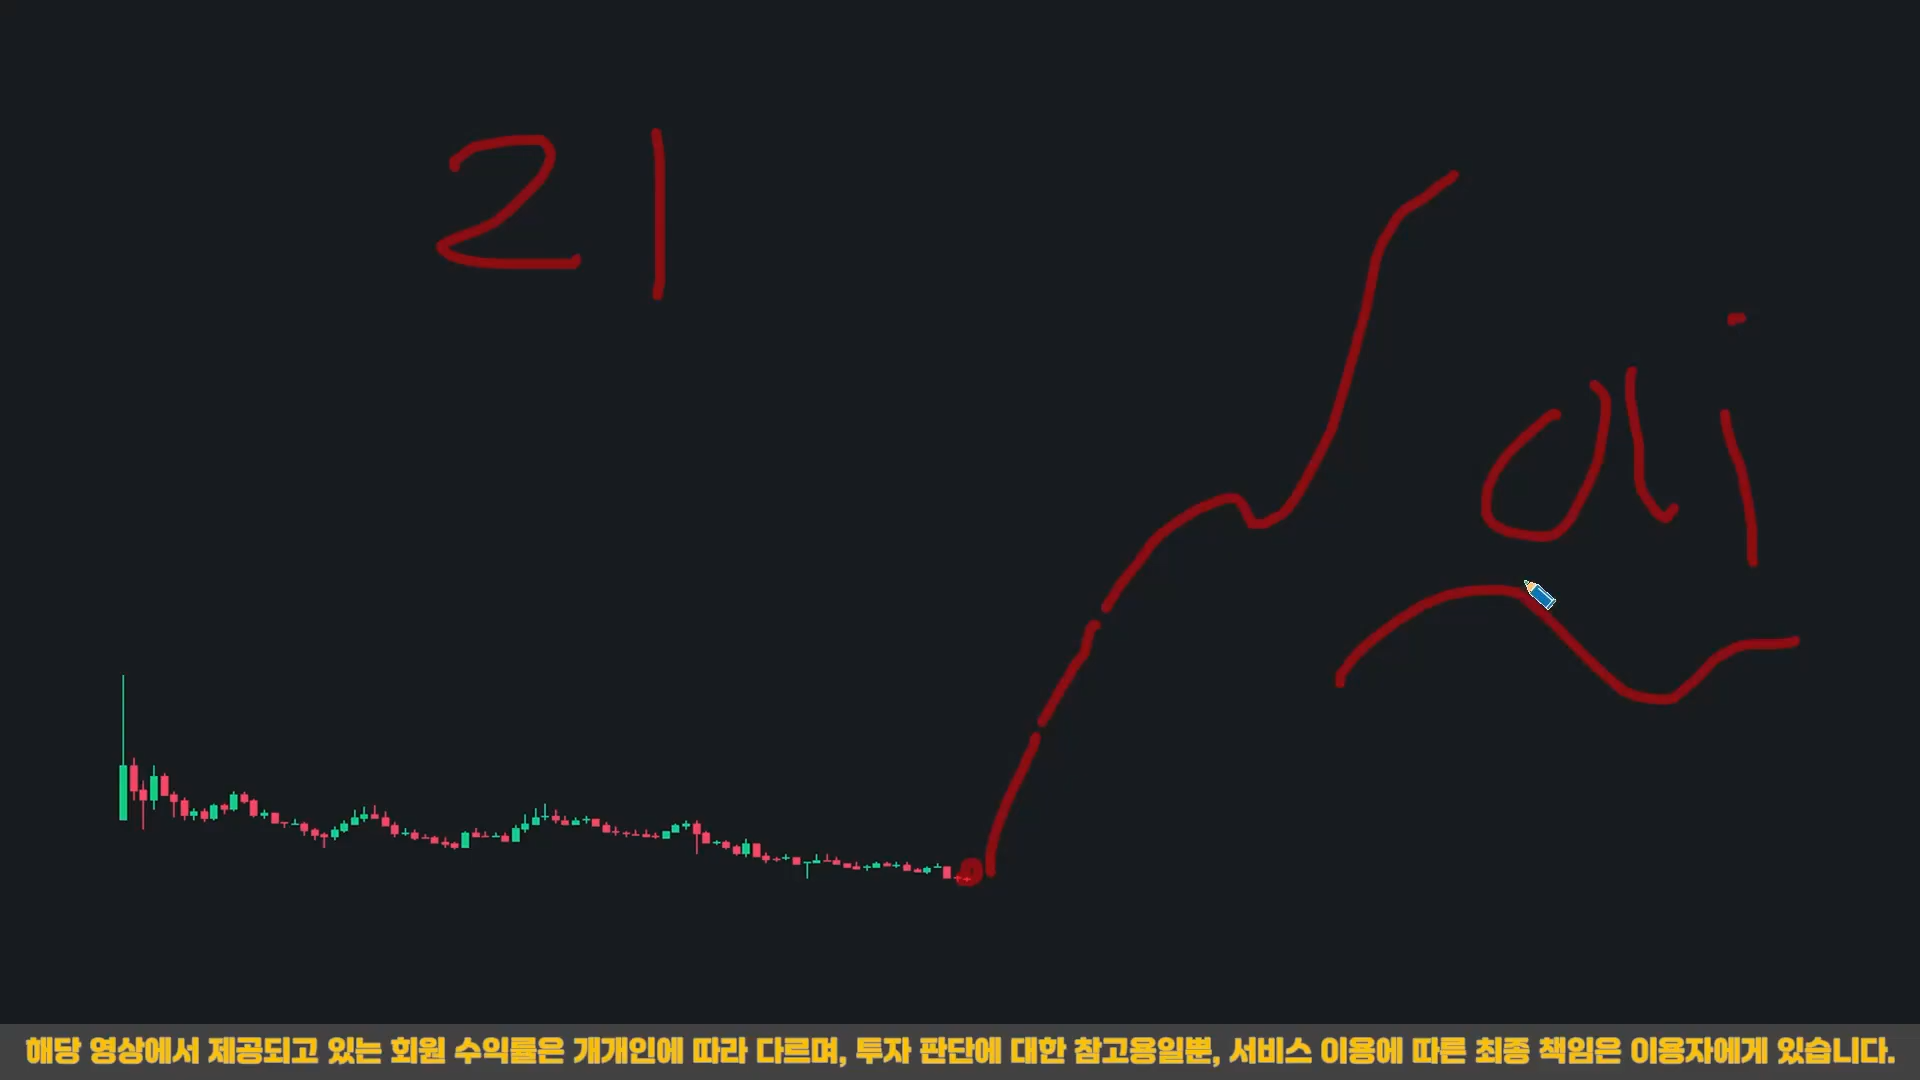 21
ai
해당 영상에서 제공되고 있는 회원 수익률은 개개인에 따라 다르며, 투자 판단에 대한 참고용일뿐, 서비스 이용에 따른 최종 책임은 이용자에게 있습니다.